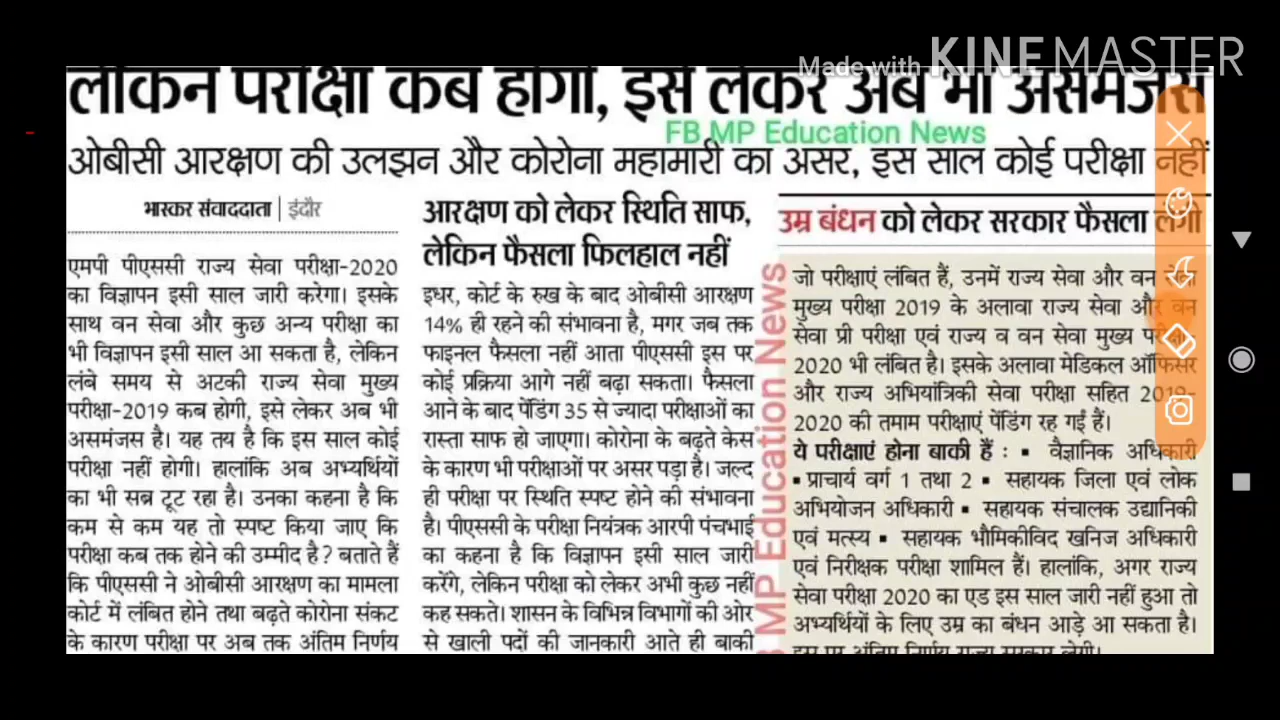 Made with KINEMASTER
लेकिन परीक्षा कब होगी, इसे लेकर अब भी असमंजस
FB MP Education News
ओबीसी आरक्षण की उलझन और कोरोना महामारी का असर, इस साल कोई परीक्षा नहीं
भास्कर संवाददाता | इंदौर
एमपी पीएससी राज्य सेवा परीक्षा-2020
का विज्ञापन इसी साल जारी करेगा। इसके
साथ वन सेवा और कुछ अन्य परीक्षा का
भी विज्ञापन इसी साल आ सकता है, लेकिन
लंबे समय से अटकी राज्य सेवा मुख्य
परीक्षा-2019 कब होगी, इसे लेकर अब भी
असमंजस है। यह तय है कि इस साल कोई
परीक्षा नहीं होगी। हालांकि अब अभ्यर्थियों
का भी सब्र टूट रहा है। उनका कहना है कि
कम से कम यह तो स्पष्ट किया जाए कि
परीक्षा कब तक होने की उम्मीद है? बताते हैं
कि पीएससी ने ओबीसी आरक्षण का मामला
कोर्ट में लंबित होने तथा बढ़ते कोरोना संकट
के कारण परीक्षा पर अब तक अंतिम निर्णय
आरक्षण को लेकर स्थिति साफ,
लेकिन फैसला फिलहाल नहीं
इधर, कोर्ट के रुख के बाद ओबीसी आरक्षण
14% ही रहने की संभावना है, मगर जब तक
फाइनल फैसला नहीं आता पीएससी इस पर
कोई प्रक्रिया आगे नहीं बढ़ा सकता। फैसला
आने के बाद पेंडिंग 35 से ज्यादा परीक्षाओं का
रास्ता साफ हो जाएगा। कोरोना के बढ़ते केस
के कारण भी परीक्षाओं पर असर पड़ा है। जल्द
ही परीक्षा पर स्थिति स्पष्ट होने की संभावना
है। पीएससी के परीक्षा नियंत्रक आरपी पंचभाई
का कहना है कि विज्ञापन इसी साल जारी
करेंगे, लेकिन परीक्षा को लेकर अभी कुछ नहीं
कह सकते। शासन के विभिन्न विभागों की ओर
से खाली पदों की जानकारी आते ही बाकी
MP Education News
उम्र बंधन को लेकर सरकार फैसला लेगी
जो परीक्षाएं लंबित हैं, उनमें राज्य सेवा और वन सेवा
मुख्य परीक्षा 2019 के अलावा राज्य सेवा और वन
सेवा प्री परीक्षा एवं राज्य व वन सेवा मुख्य परीक्षा
2020 भी लंबित है। इसके अलावा मेडिकल ऑफिसर
और राज्य अभियांत्रिकी सेवा परीक्षा सहित 2019-
2020 की तमाम परीक्षाएं पेंडिंग रह गईं हैं।
ये परीक्षाएं होना बाकी हैं : ▪ वैज्ञानिक अधिकारी
▪ प्राचार्य वर्ग 1 तथा 2 ▪ सहायक जिला एवं लोक
अभियोजन अधिकारी ▪ सहायक संचालक उद्यानिकी
एवं मत्स्य ▪ सहायक भौमिकीविद खनिज अधिकारी
एवं निरीक्षक परीक्षा शामिल हैं। हालांकि, अगर राज्य
सेवा परीक्षा 2020 का एड इस साल जारी नहीं हुआ तो
अभ्यर्थियों के लिए उम्र का बंधन आड़े आ सकता है।
इस पर अंतिम निर्णय राज्य सरकार लेगी।